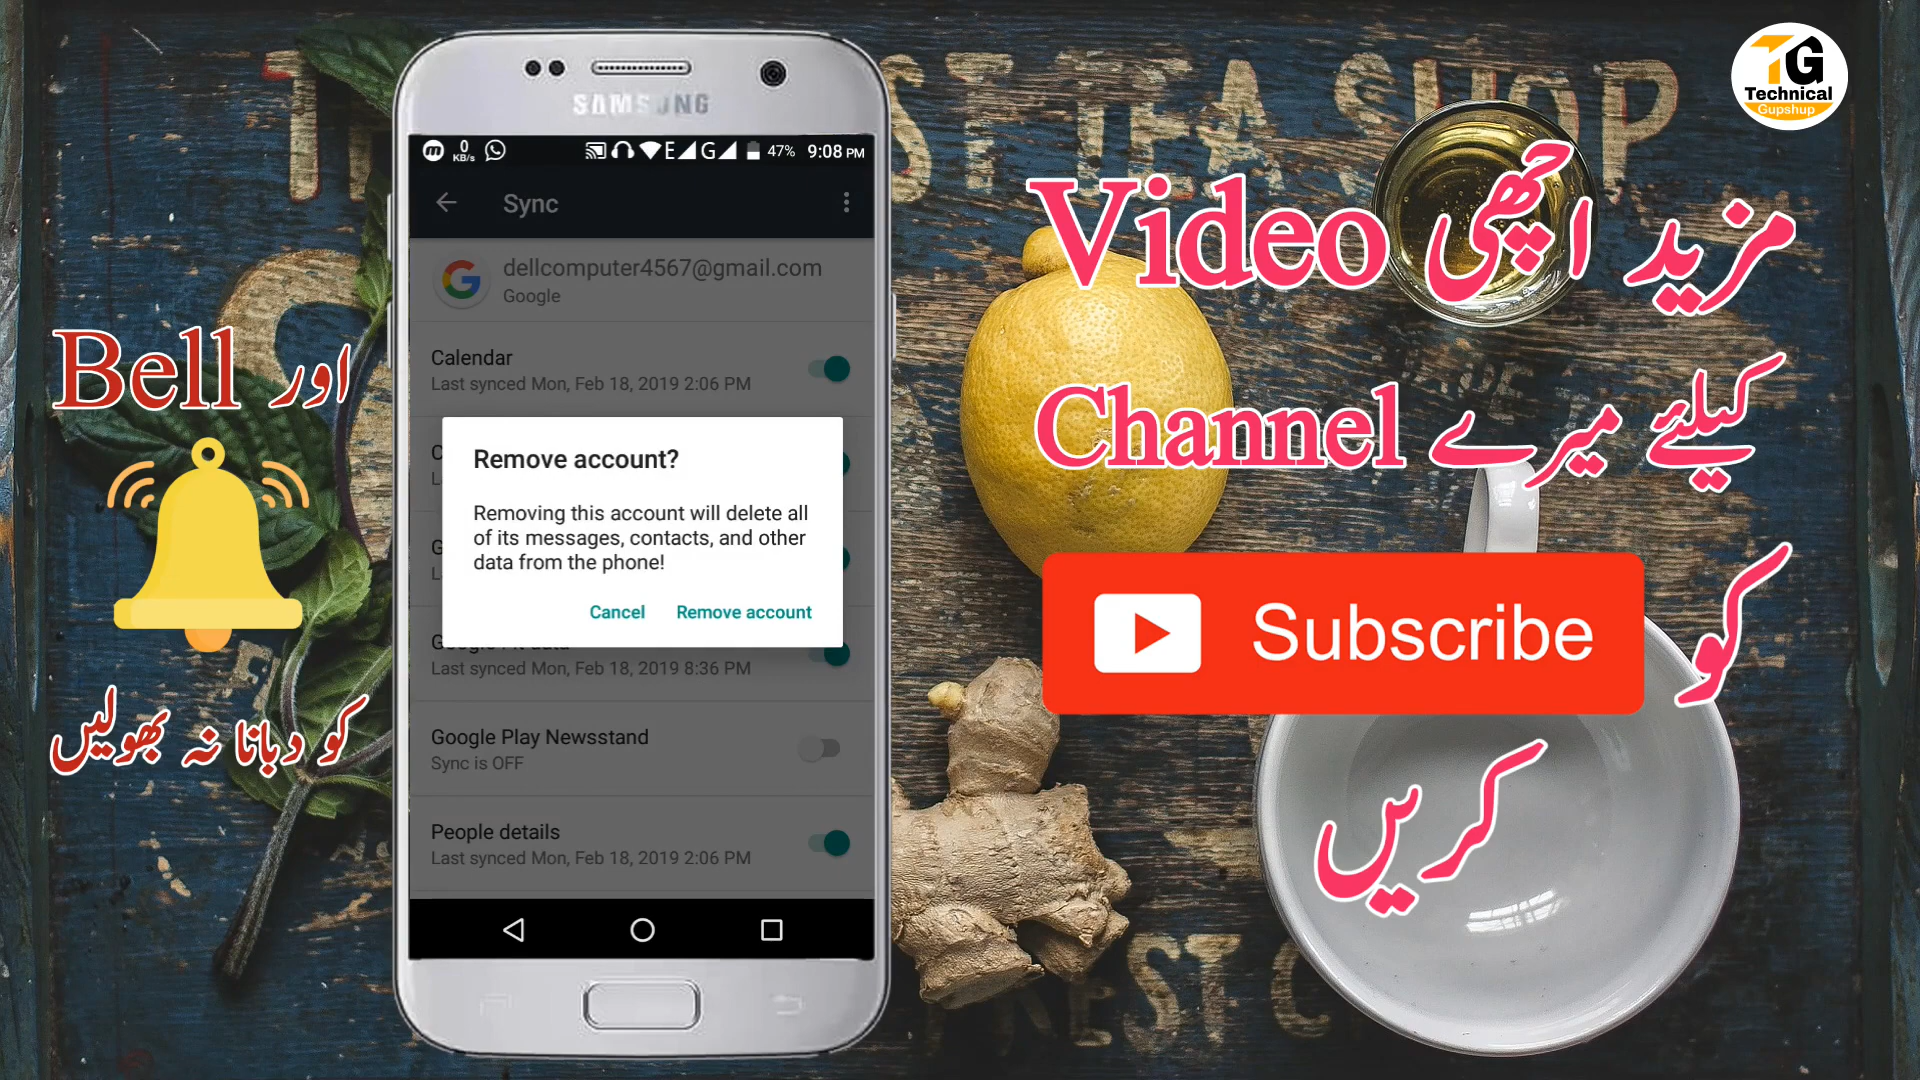 TG
Technical
Gupshup
ST TEA SHOP
SAMSUNG
0
KB/s
E
G
47%
9:08 PM
Sync
dellcomputer4567@gmail.com
Google
Calendar
Last synced Mon, Feb 18, 2019 2:06 PM
Remove account?
Removing this account will delete all
of its messages, contacts, and other
data from the phone!
Cancel
Remove account
Last synced Mon, Feb 18, 2019 8:36 PM
Google Play Newsstand
Sync is OFF
People details
Last synced Mon, Feb 18, 2019 2:06 PM
مزید اچھی Video
کیلئے میرے Channel
کو Subscribe
کریں
اور Bell
کو دبانا نہ بھولیں